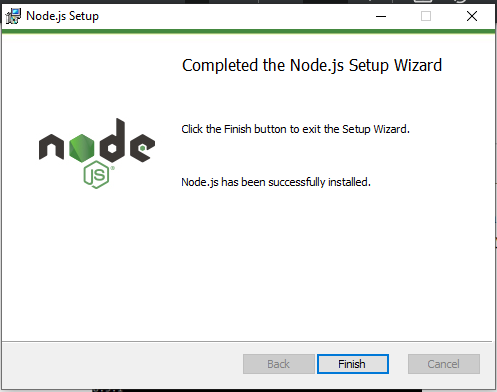 Node.js Setup
Completed the Node.js Setup Wizard
node
JS
Click the Finish button to exit the Setup Wizard.
Node.js has been successfully installed.
Back
Finish
Cancel